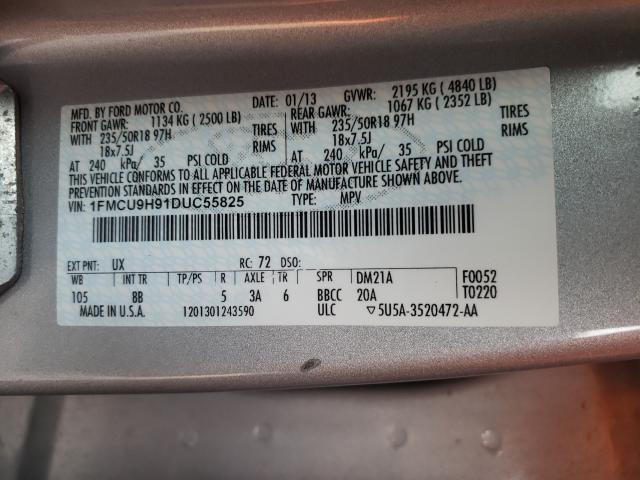 MFD. BY FORD MOTOR CO.
DATE: 01/13 GVWR: 2195 KG ( 4840 LB)
FRONT GAWR: 1134 KG ( 2500 LB)
REAR GAWR: 1067 KG ( 2352 LB)
WITH 235/50R18 97H TIRES
WITH 235/50R18 97H TIRES
18x7.5J RIMS
18x7.5J RIMS
AT 240 kPa/ 35 PSI COLD
AT 240 kPa/ 35 PSI COLD
THIS VEHICLE CONFORMS TO ALL APPLICABLE FEDERAL MOTOR VEHICLE SAFETY AND THEFT
PREVENTION STANDARDS IN EFFECT ON THE DATE OF MANUFACTURE SHOWN ABOVE.
VIN: 1FMCU9H91DUC55825
TYPE: MPV
EXT PNT: UX RC: 72 DSO:
WB INT TR TP/PS R AXLE TR SPR DM21A F0052
105 8B 5 3A 6 BBCC 20A T0220
MADE IN U.S.A. 1201301243590 ULC ▽5U5A-3520472-AA